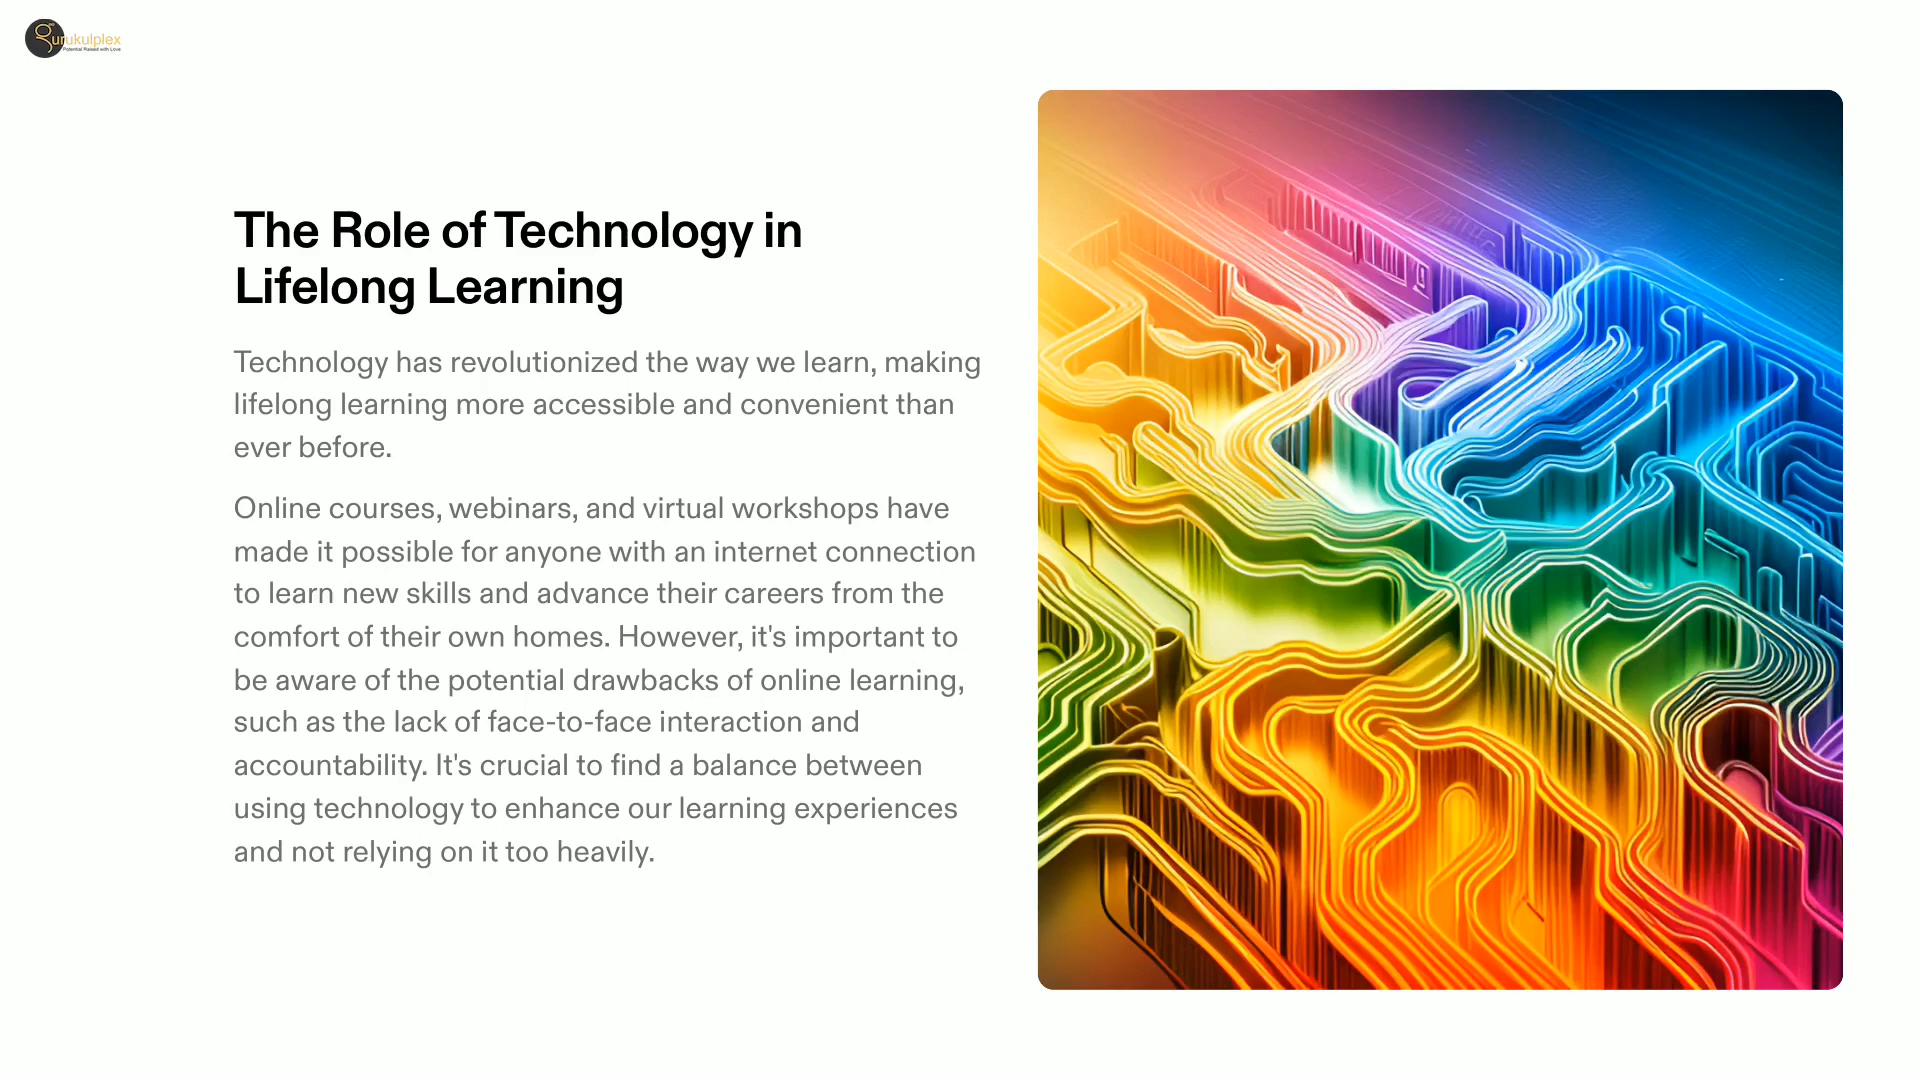 gurukulplex
Potential Raised with Love
The Role of Technology in
Lifelong Learning
Technology has revolutionized the way we learn, making
lifelong learning more accessible and convenient than
ever before.
Online courses, webinars, and virtual workshops have
made it possible for anyone with an internet connection
to learn new skills and advance their careers from the
comfort of their own homes. However, it's important to
be aware of the potential drawbacks of online learning,
such as the lack of face-to-face interaction and
accountability. It's crucial to find a balance between
using technology to enhance our learning experiences
and not relying on it too heavily.